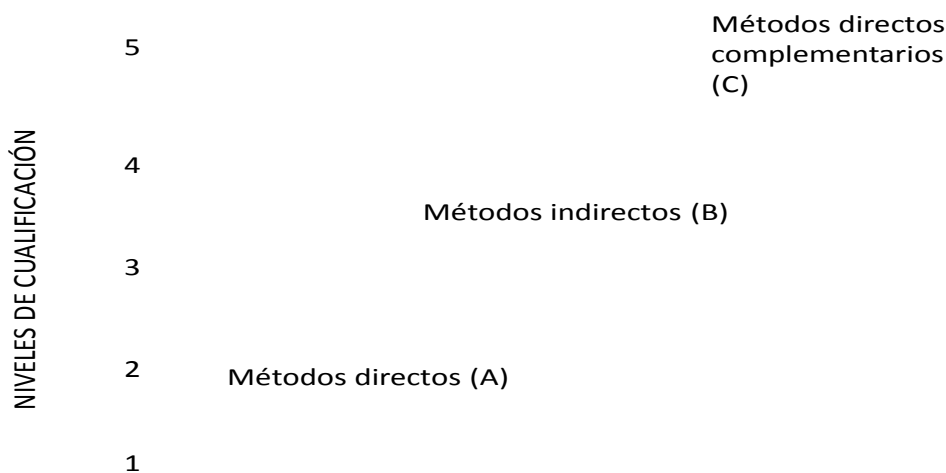 Métodos directos
complementarios
(C)
5
4
Métodos indirectos (B)
3
2
Métodos directos (A)
1
NIVELES DE CUALIFICACIÓN